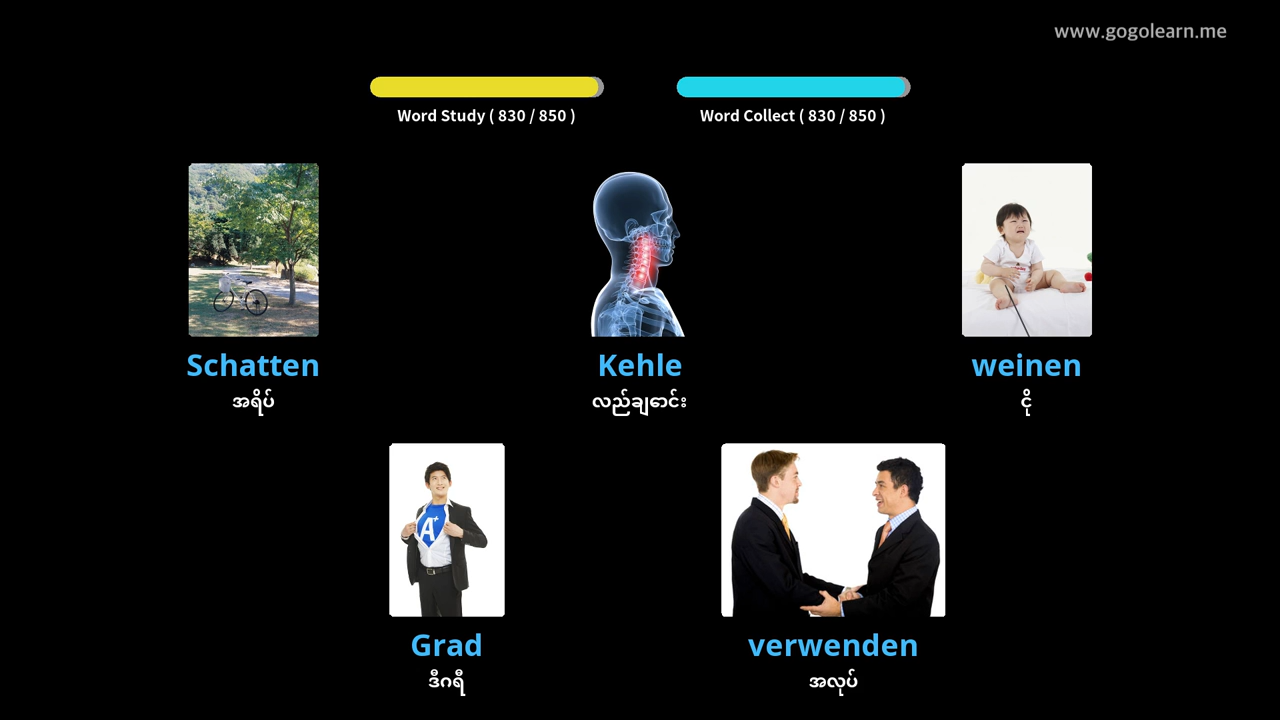 www.gogolearn.me
Word Study ( 830 / 850 )
Word Collect ( 830 / 850 )
Schatten
အရိပ်
Kehle
လည်ချောင်း
weinen
ငို
A+
Grad
ဒီဂရီ
verwenden
အလုပ်